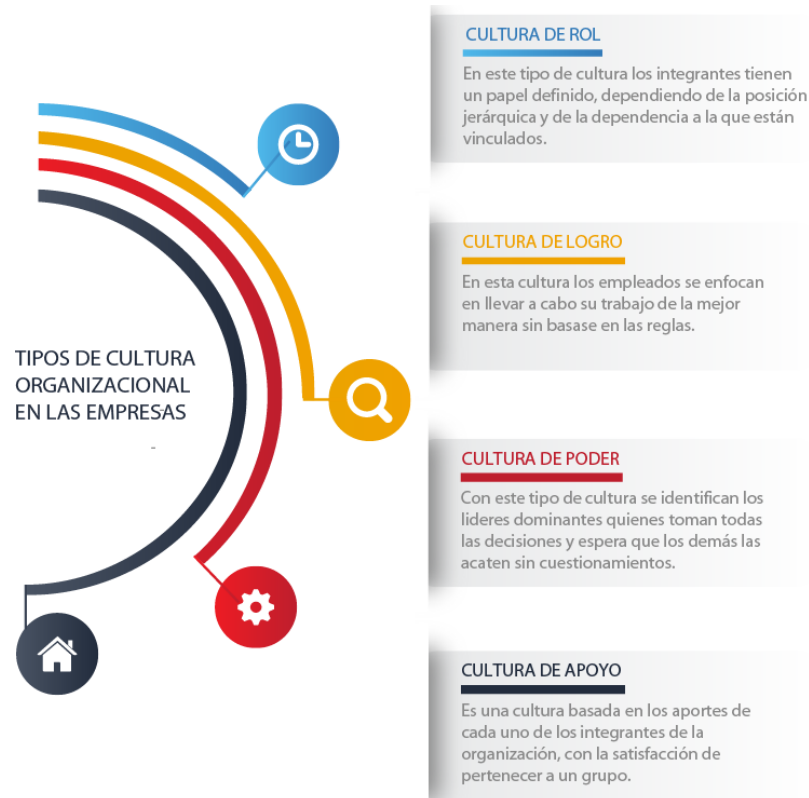 TIPOS DE CULTURA
ORGANIZACIONAL
EN LAS EMPRESAS
CULTURA DE ROL
En este tipo de cultura los integrantes tienen
un papel definido, dependiendo de la posición
jerárquica y de la dependencia a la que están
vinculados.
CULTURA DE LOGRO
En esta cultura los empleados se enfocan
en llevar a cabo su trabajo de la mejor
manera sin basase en las reglas.
CULTURA DE PODER
Con este tipo de cultura se identifican los
lideres dominantes quienes toman todas
las decisiones y espera que los demás las
acaten sin cuestionamientos.
CULTURA DE APOYO
Es una cultura basada en los aportes de
cada uno de los integrantes de la
organización, con la satisfacción de
pertenecer a un grupo.